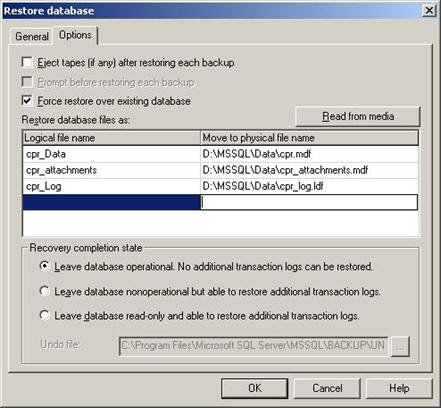 Restore database
General
Options
Eject tapes (if any) after restoring each backup
Prompt before restoring each backup
Force restore over existing database
Restore database files as:
Read from media
Logical file name Move to physical file name
cpr_Data D:\MSSQL\Data\cpr.mdf
cpr_attachments D:\MSSQL\Data\cpr_attachments.mdf
cpr_Log D:\MSSQL\Data\cpr_log.ldf
Recovery completion state
Leave database operational. No additional transaction logs can be restored.
Leave database nonoperational but able to restore additional transaction logs.
Leave database read-only and able to restore additional transaction logs.
Undo file: C:\Program Files\Microsoft SQL Server\MSSQL\BACKUP\UN ...
OK Cancel Help